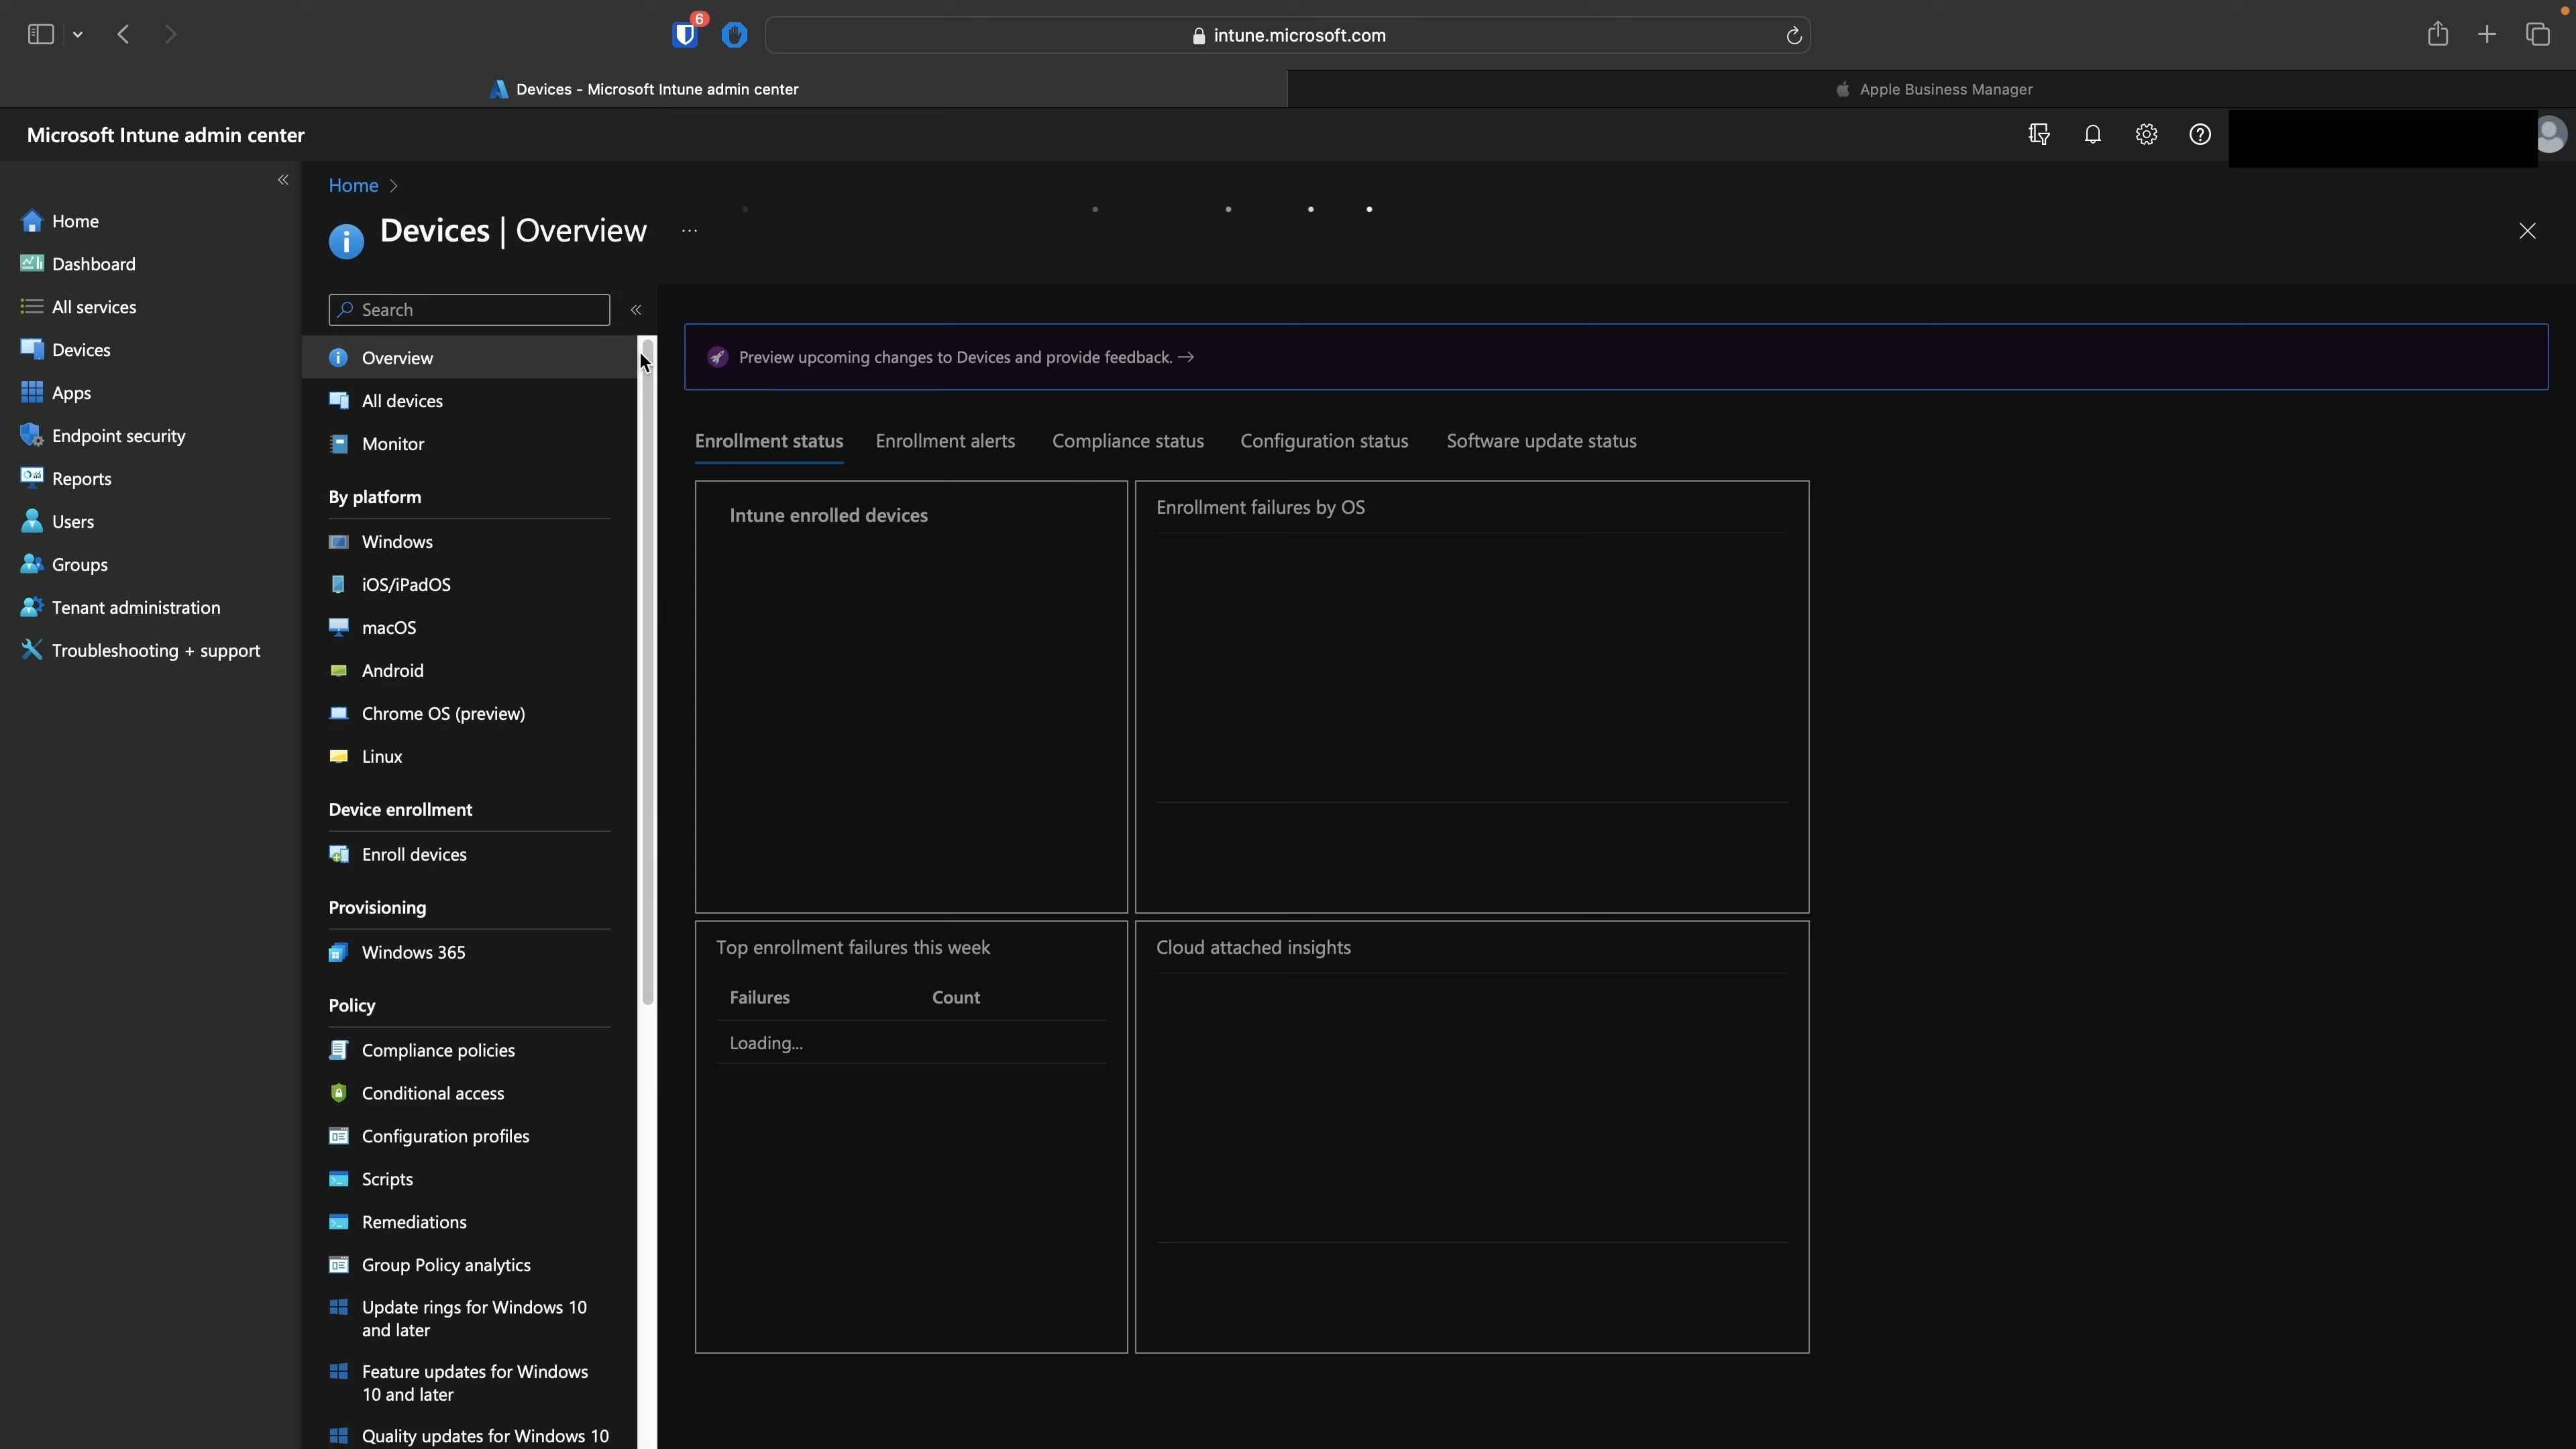 6
intune.microsoft.com
Devices - Microsoft Intune admin center
Apple Business Manager
Microsoft Intune admin center
Home
Dashboard
All services
Devices
Apps
Endpoint security
Reports
Users
Groups
Tenant administration
Troubleshooting + support
Home >
Devices | Overview ...
Search
Overview
All devices
Monitor
By platform
Windows
iOS/iPadOS
macOS
Android
Chrome OS (preview)
Linux
Device enrollment
Enroll devices
Provisioning
Windows 365
Policy
Compliance policies
Conditional access
Configuration profiles
Scripts
Remediations
Group Policy analytics
Update rings for Windows 10
and later
Feature updates for Windows
10 and later
Quality updates for Windows 10
Preview upcoming changes to Devices and provide feedback. →
Enrollment status
Enrollment alerts
Compliance status
Configuration status
Software update status
Intune enrolled devices
Enrollment failures by OS
Top enrollment failures this week
Failures
Count
Loading...
Cloud attached insights